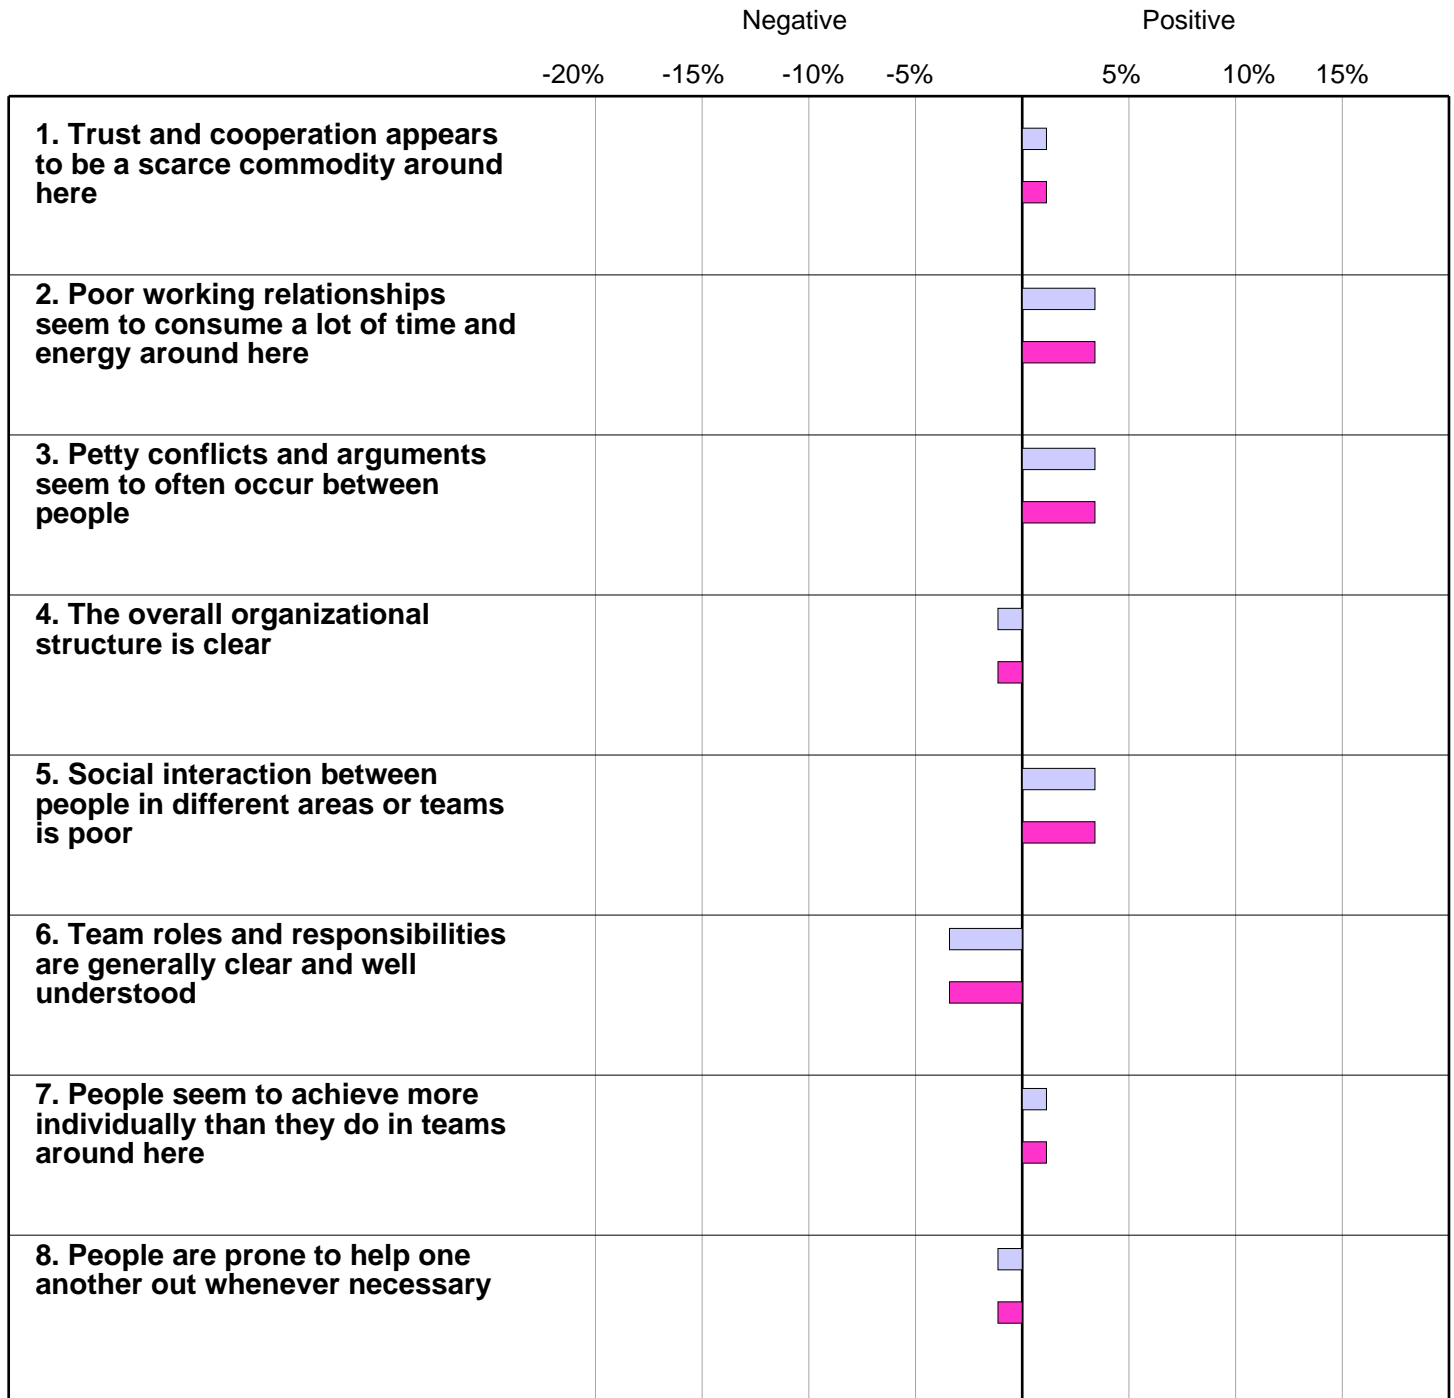 Negative Positive
-20% -15% -10% -5% 5% 10% 15%
1. Trust and cooperation appears
to be a scarce commodity around
here
2. Poor working relationships
seem to consume a lot of time and
energy around here
3. Petty conflicts and arguments
seem to often occur between
people
4. The overall organizational
structure is clear
5. Social interaction between
people in different areas or teams
is poor
6. Team roles and responsibilities
are generally clear and well
understood
7. People seem to achieve more
individually than they do in teams
around here
8. People are prone to help one
another out whenever necessary